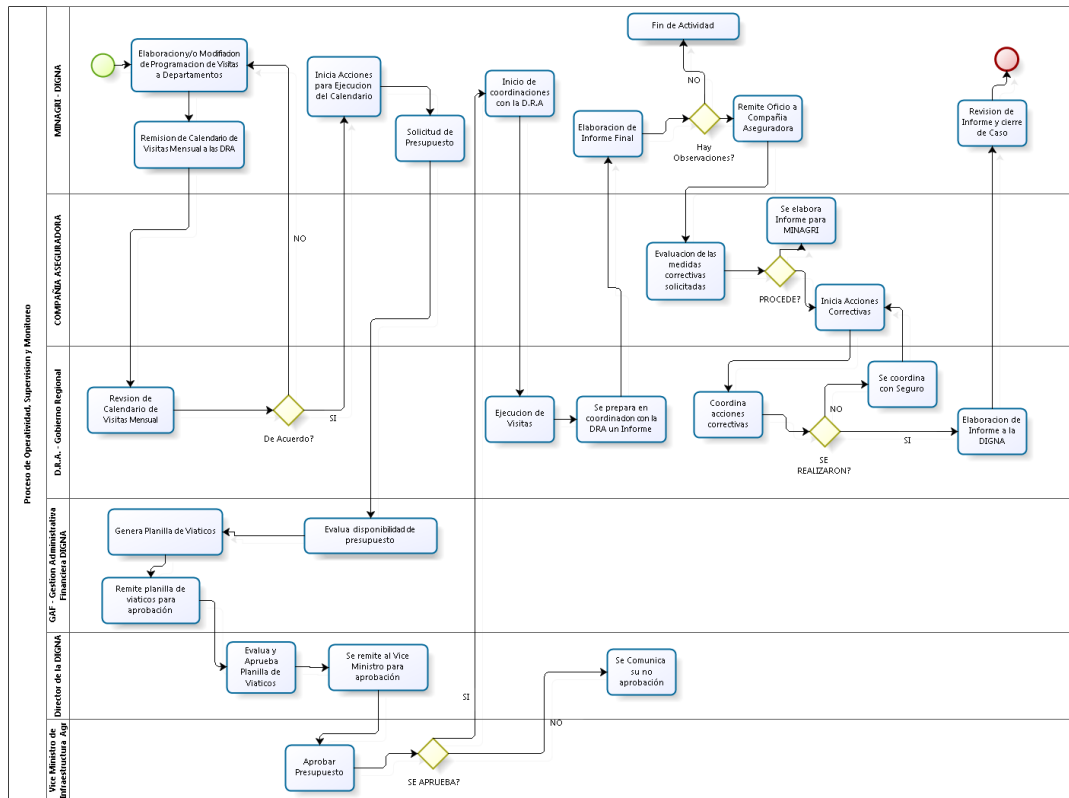 Proceso de Operatinidad, Supervision y Monitoreo
MINAGRI - DIGNA
Elaboracion y/o Modifiacion
de Programacion de Visitas
a Departamentos
Remision de Calendario de
Visitas Mensual a las DRA
NO
Inicia Acciones
para Ejecucion
del Calendario
Solicitud de
Presupuesto
Inicio de
coordinaciones
con la D.R.A
Elaboracion de
Informe Final
Fin de Actividad
NO
Hay
Observaciones?
Remite Oficio a
Compañia
Aseguradora
Revision de
Informe y cierre
de Caso
COMPAÑIA ASEGURADORA
Evaluacion de las
medidas
correctivas
solicitadas
Se elabora
Informe para
MINAGRI
PROCEDE?
Inicia Acciones
Correctivas
D.R.A. - Gobierno Regional
Revsion de
Calendario de
Visitas Mensual
De Acuerdo?
SI
Ejecucion de
Visitas
Se prepara en
coordinacion con la
DRA un Informe
Coordina
acciones
correctivas
SE
REALIZARON?
NO
Se coordina
con Seguro
SI
Elaboracion de
Informe a la
DIGNA
GAF - Gestion Administrativa
Financiera DIGNA
Genera Planilla de Viaticos
Evalua disponibilidad de
presupuesto
Remite planilla de
viaticos para
aprobación
Director de la DIGNA
Evalua y
Aprueba
Planilla de
Viaticos
Se remite al Vice
Ministro para
aprobación
SI
Se Comunica
su no
aprobación
Vice Ministro de
Infraestructura Agr
Aprobar
Presupuesto
SE APRUEBA?
NO